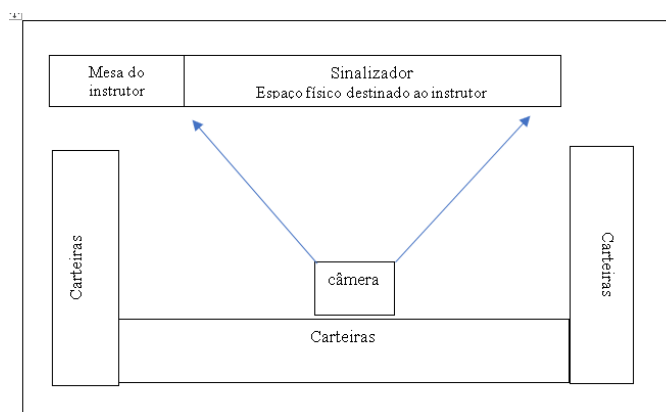 Mesa do
instrutor
Sinalizador
Espaço físico destinado ao instrutor
Carteiras
câmera
Carteiras
Carteiras